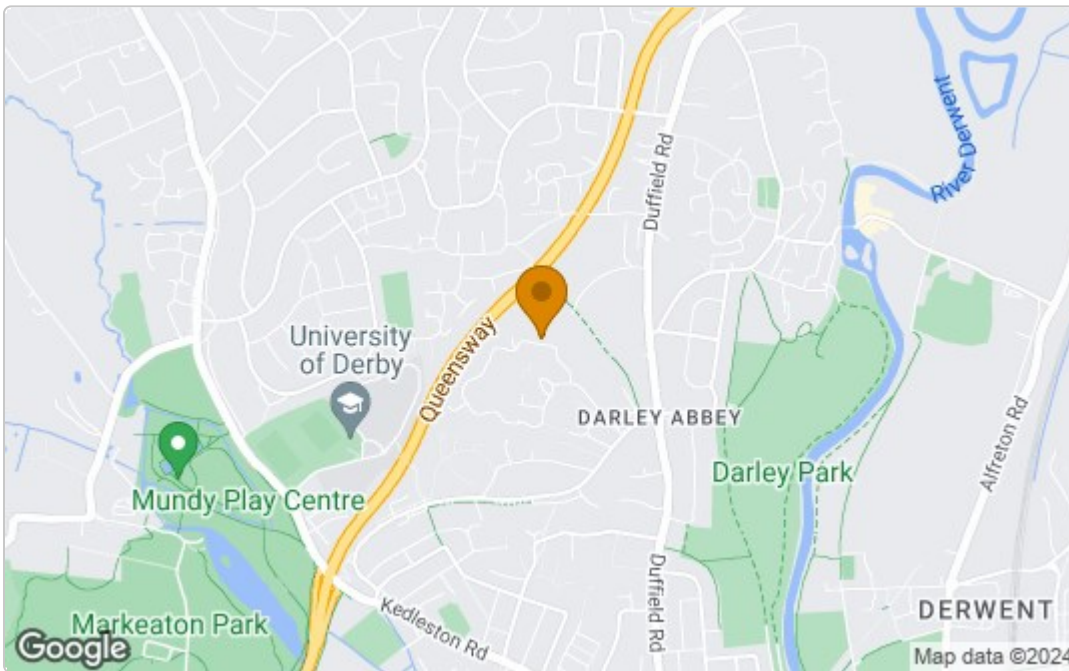 River Derwent
Duffield Rd
University
of Derby
Queensway
DARLEY ABBEY
Alfreton Rd
Darley Park
Mundy Play Centre
Duffield Rd
Kedleston Rd
DERWENT
Markeaton Park
Google
Map data ©2024